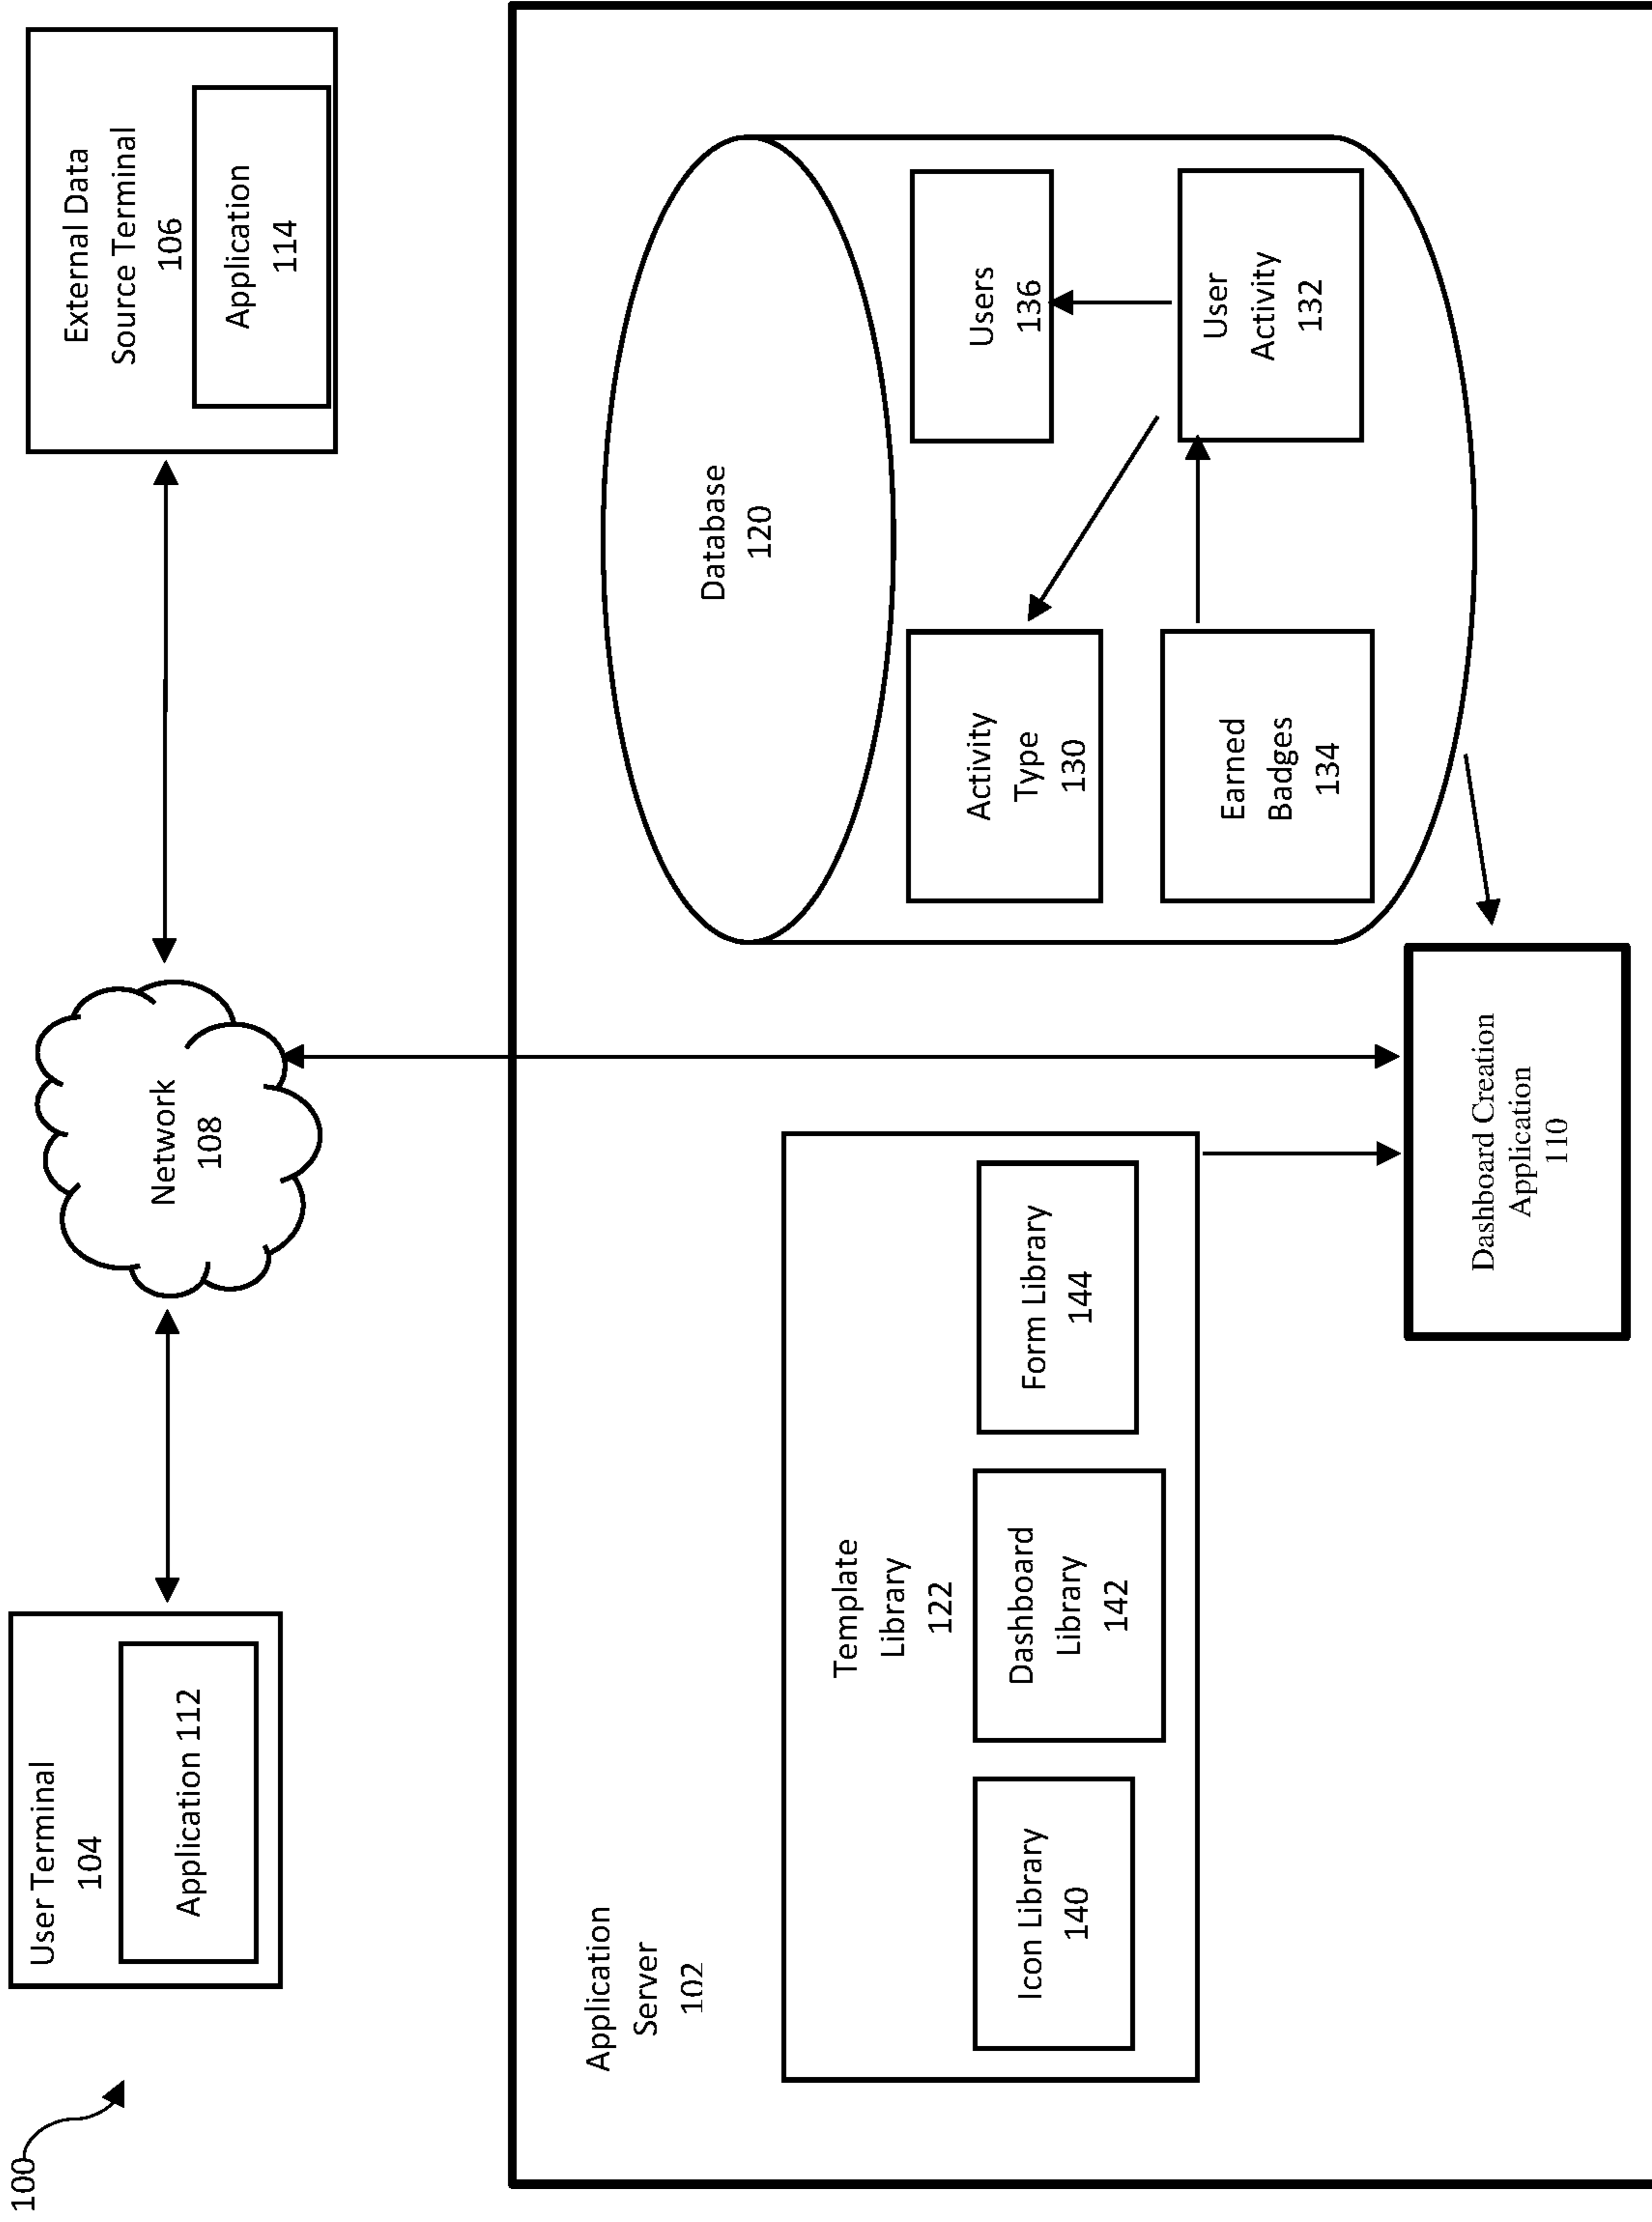 100
User Terminal
104
Application 112
Network
108
External Data
Source Terminal
106
Application
114
Application
Server
102
Template
Library
122
Icon Library
140
Dashboard
Library
142
Form Library
144
Database
120
Activity
Type
130
Users
136
Earned
Badges
134
User
Activity
132
Dashboard Creation
Application
110